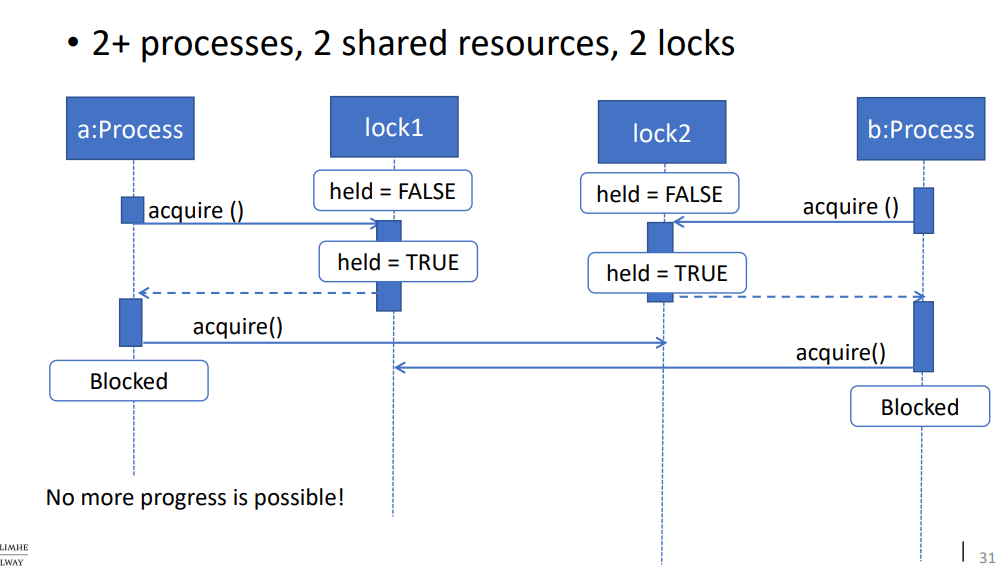 • 2+ processes, 2 shared resources, 2 locks
a:Process
lock1
lock2
b:Process
held = FALSE
held = FALSE
acquire ()
acquire ()
held = TRUE
held = TRUE
acquire()
acquire()
Blocked
Blocked
No more progress is possible!
LIMHE
LWAY
31